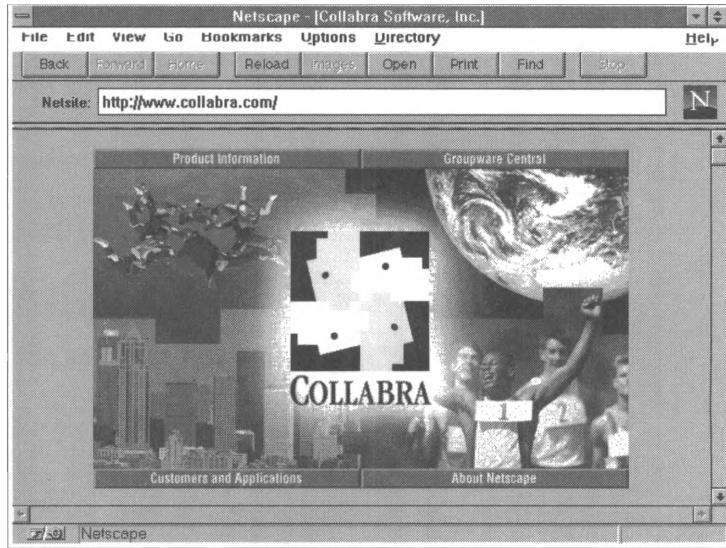 Netscape - [Collabra Software, Inc.]
File Edit View Go Bookmarks Options Directory Help
Back Forward Home Reload Images Open Print Find Stop
Netsite: http://www.collabra.com/ N
Product Information Groupware Central
COLLABRA
1 2
Customers and Applications About Netscape
Netscape